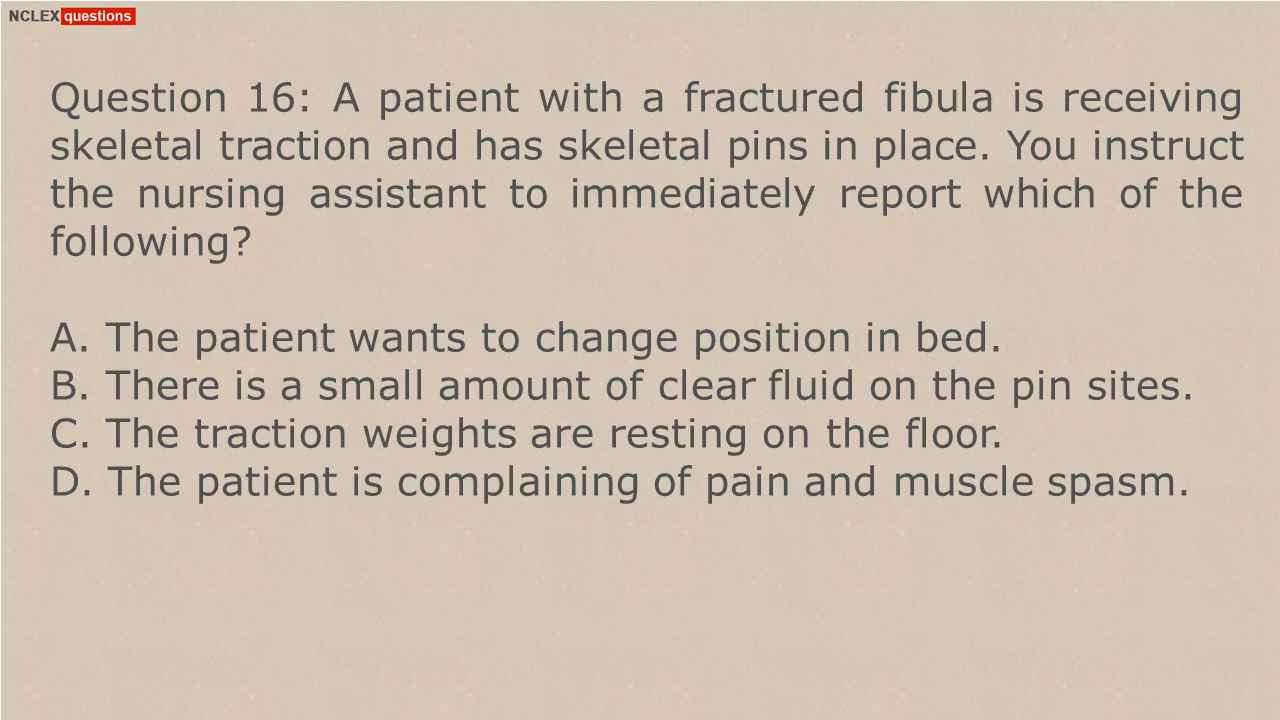 NCLEX questions
Question 16: A patient with a fractured fibula is receiving
skeletal traction and has skeletal pins in place. You instruct
the nursing assistant to immediately report which of the
following?
A. The patient wants to change position in bed.
B. There is a small amount of clear fluid on the pin sites.
C. The traction weights are resting on the floor.
D. The patient is complaining of pain and muscle spasm.